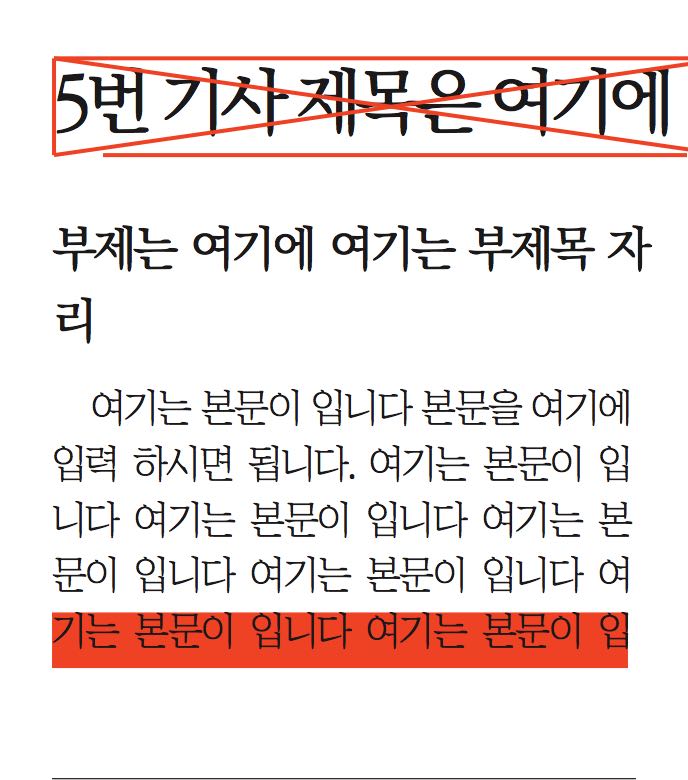 5번 기사 제목은 여기에
부제는 여기에 여기는 부제목 자
리
여기는 본문이 입니다 본문을 여기에
입력 하시면 됩니다. 여기는 본문이 입
니다 여기는 본문이 입니다 여기는 본
문이 입니다 여기는 본문이 입니다 여
기는 본문이 입니다 여기는 본문이 입